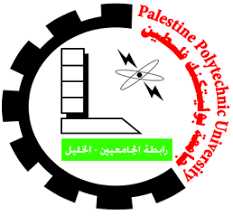 Palestine Polytechnic University
جامعة بوليتكنك فلسطين
رابطة الجامعيين - الخليل